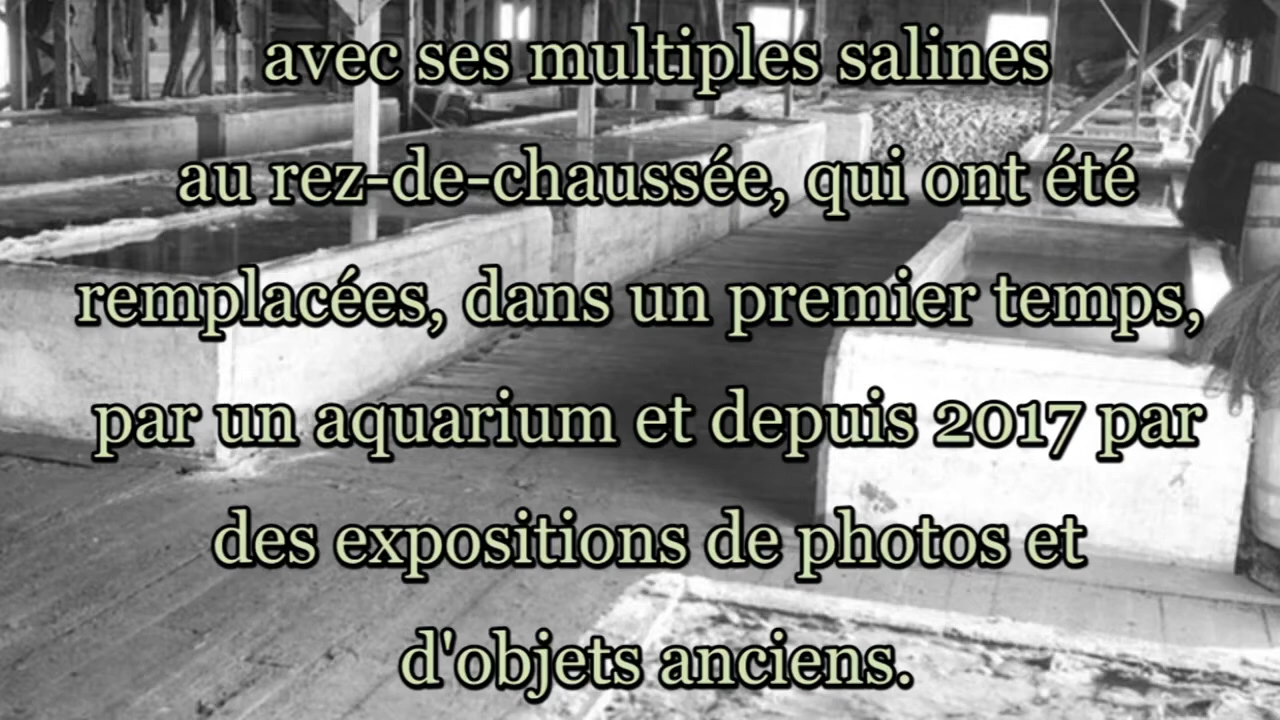 avec ses multiples salines
au rez-de-chaussée, qui ont été
remplacées, dans un premier temps,
par un aquarium et depuis 2017 par
des expositions de photos et
d'objets anciens.